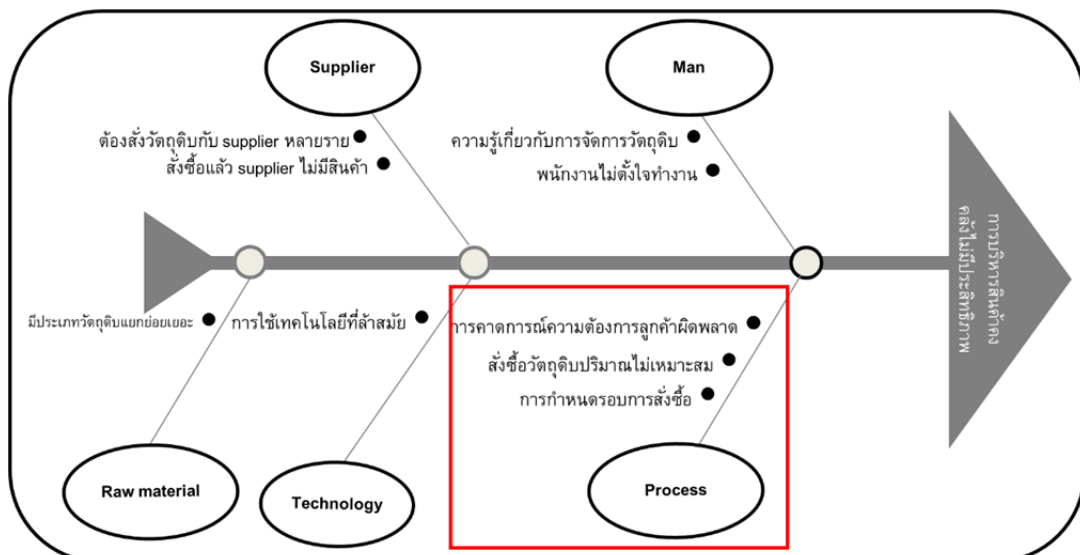 Supplier
Man
ต้องสั่งวัตถุดิบกับ supplier หลายราย
สั่งซื้อแล้ว supplier ไม่มีสินค้า
ความรู้เกี่ยวกับการจัดการวัตถุดิบ
พนักงานไม่ตั้งใจทำงาน
การบริหารสินค้าคง
คลังไม่มีประสิทธิภาพ
มีประเภทวัตถุดิบแยกย่อยเยอะ
การใช้เทคโนโลยีที่ล้าสมัย
การคาดการณ์ความต้องการลูกค้าผิดพลาด
สั่งซื้อวัตถุดิบปริมาณไม่เหมาะสม
การกำหนดรอบการสั่งซื้อ
Raw material
Technology
Process